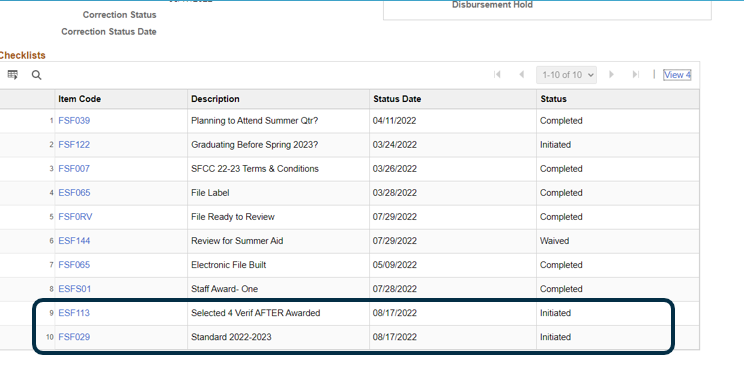 Disbursement Hold
Correction Status
Correction Status Date
Checklists
1-10 of 10
View 4
Item Code Description Status Date Status
1 FSF039 Planning to Attend Summer Qtr? 04/11/2022 Completed
2 FSF122 Graduating Before Spring 2023? 03/24/2022 Initiated
3 FSF007 SFCC 22-23 Terms & Conditions 03/26/2022 Completed
4 ESF065 File Label 03/28/2022 Completed
5 FSF0RV File Ready to Review 07/29/2022 Completed
6 ESF144 Review for Summer Aid 07/29/2022 Waived
7 FSF065 Electronic File Built 05/09/2022 Completed
8 ESFS01 Staff Award- One 07/28/2022 Completed
9 ESF113 Selected 4 Verif AFTER Awarded 08/17/2022 Initiated
10 FSF029 Standard 2022-2023 08/17/2022 Initiated